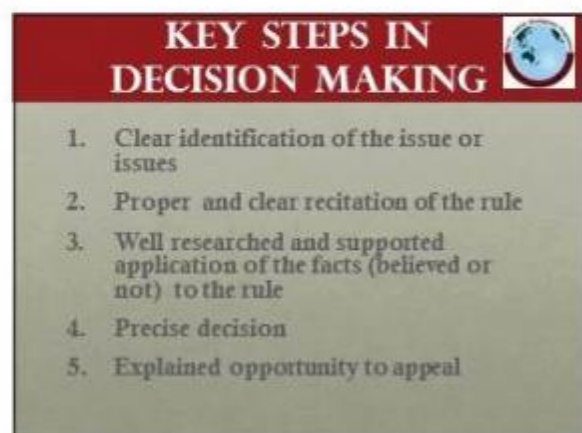 KEY STEPS IN
DECISION MAKING
1. Clear identification of the issue or
issues
2. Proper and clear recitation of the rule
3. Well researched and supported
application of the facts (believed or
not) to the rule
4. Precise decision
5. Explained opportunity to appeal